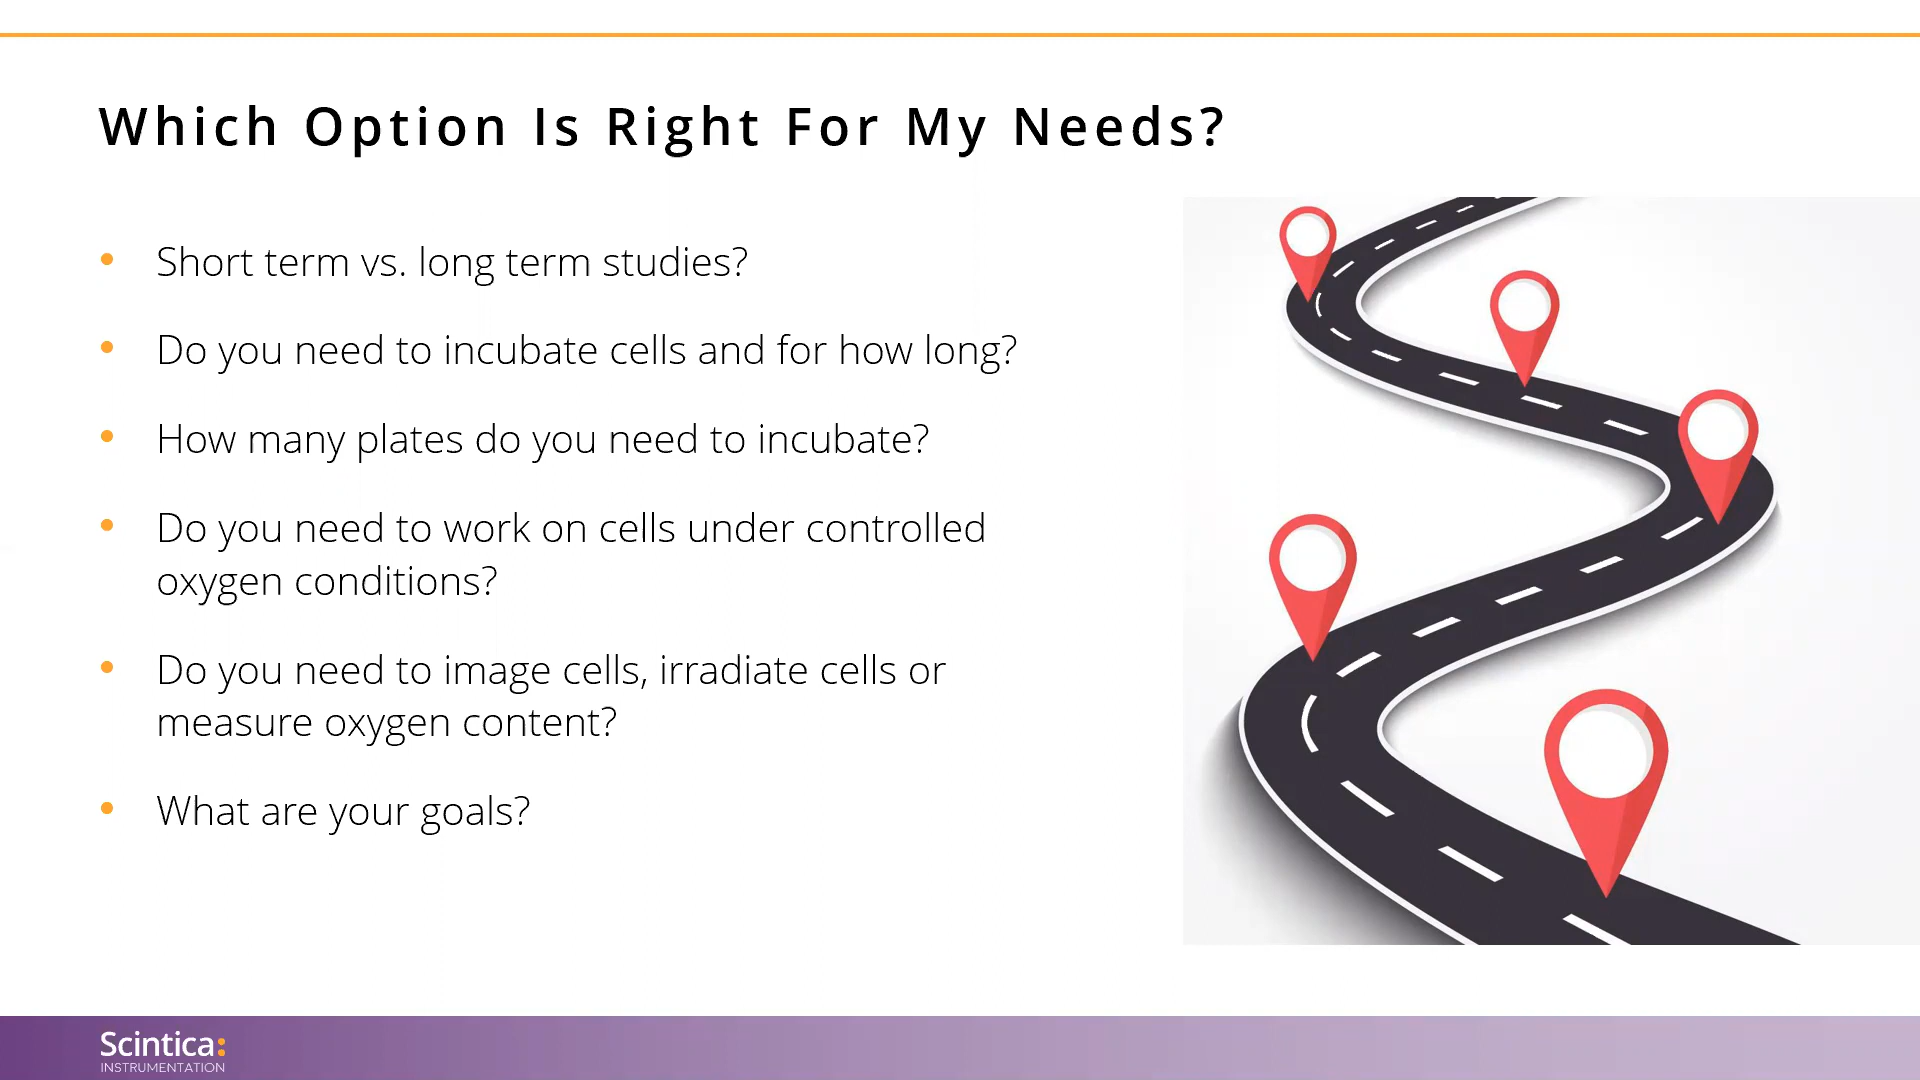 Which Option Is Right For My Needs?
• Short term vs. long term studies?
• Do you need to incubate cells and for how long?
• How many plates do you need to incubate?
• Do you need to work on cells under controlled
oxygen conditions?
• Do you need to image cells, irradiate cells or
measure oxygen content?
• What are your goals?
Scintica:
INSTRUMENTATION